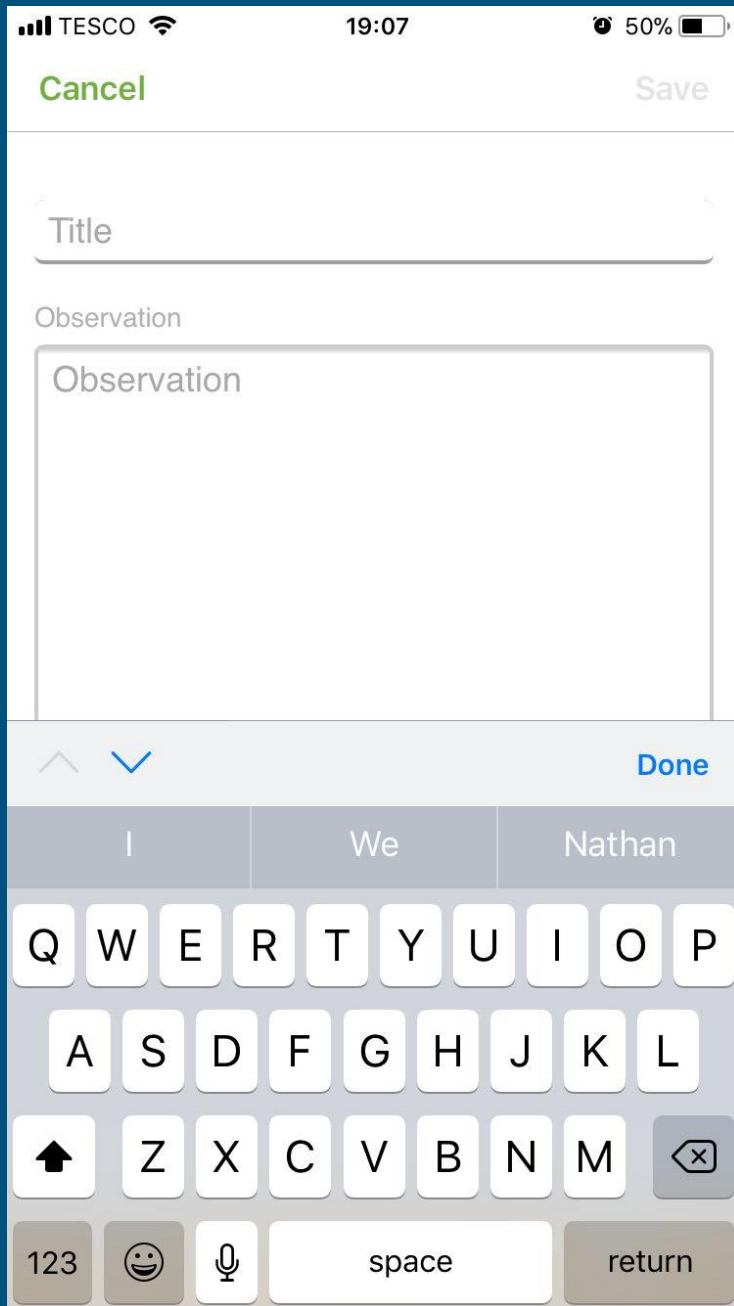 TESCO 19:07 50%
Cancel Save
Title
Observation
Observation
Done
I We Nathan
Q W E R T Y U I O P
A S D F G H J K L
Z X C V B N M
123 space return